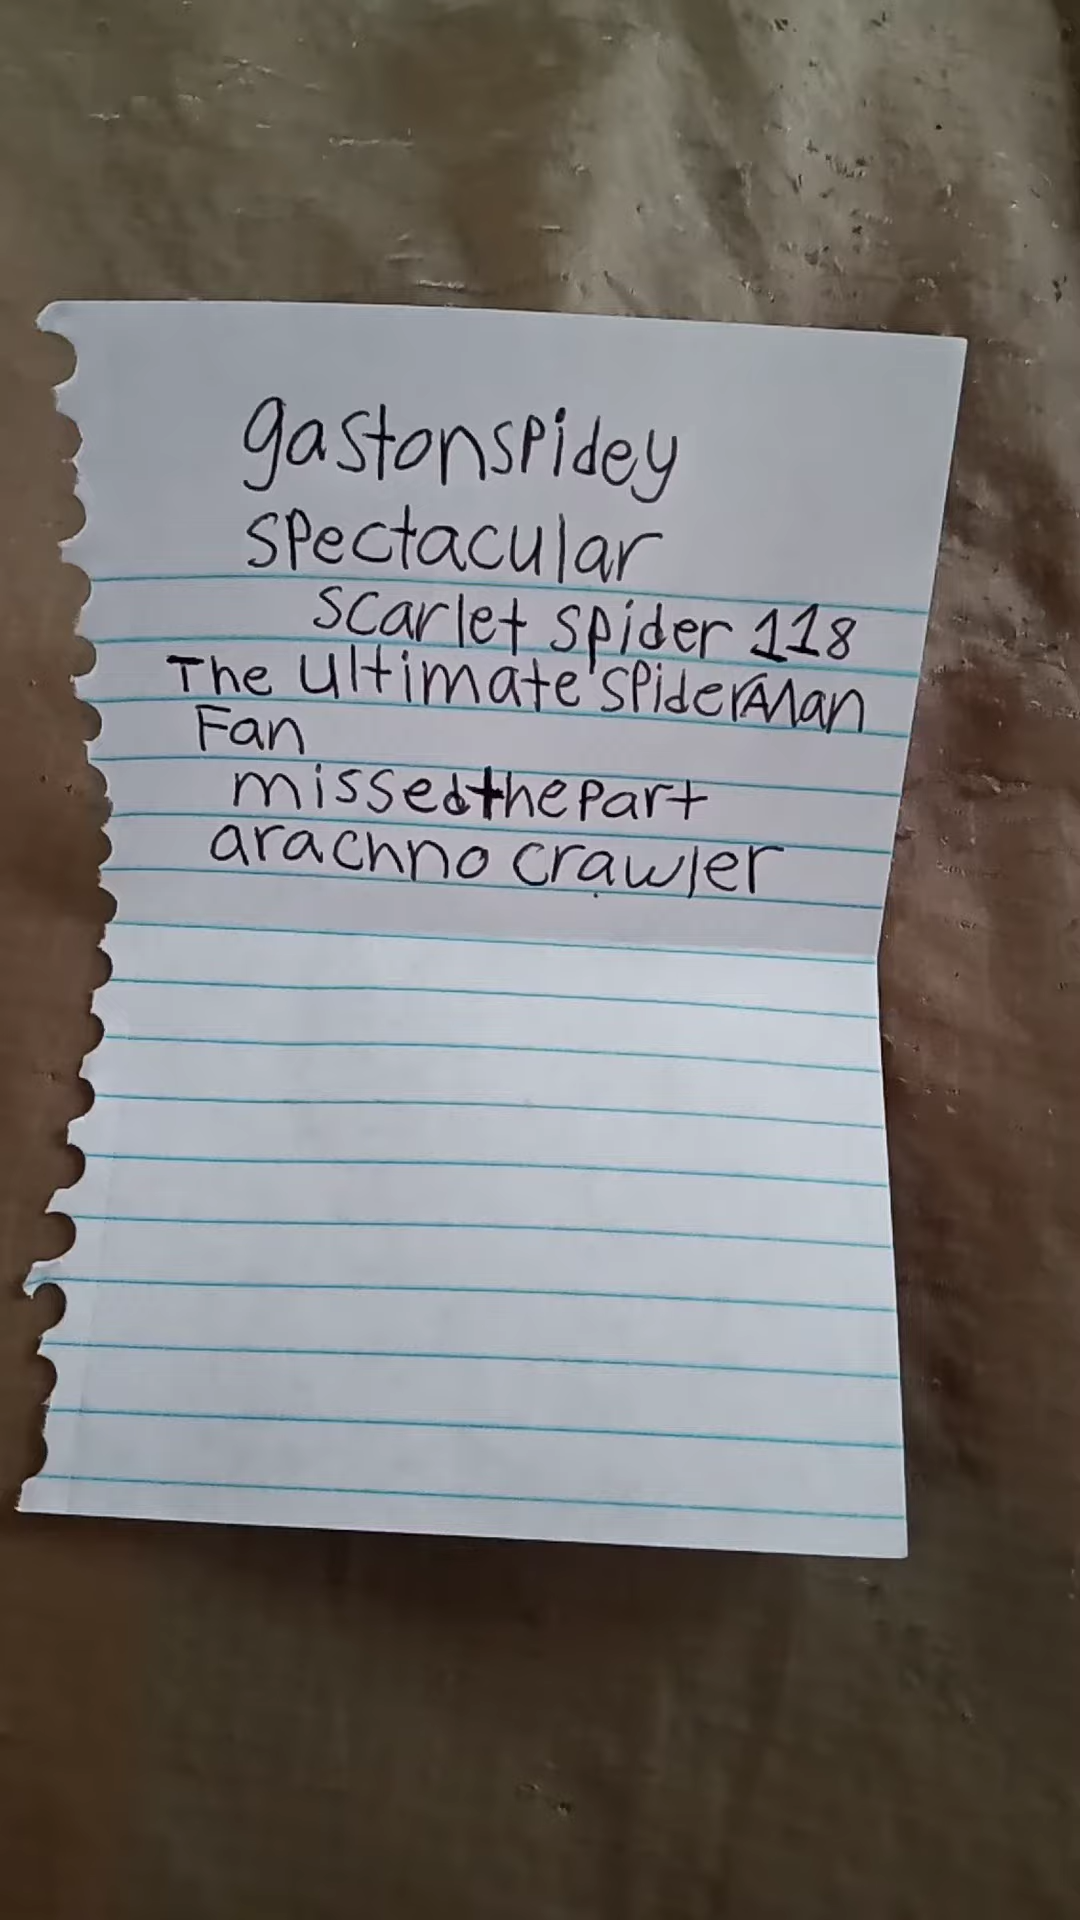 gastonspidey
spectacular
scarlet spider 118
The ultimate spiderMan
Fan
missedthepart
arachno crawler